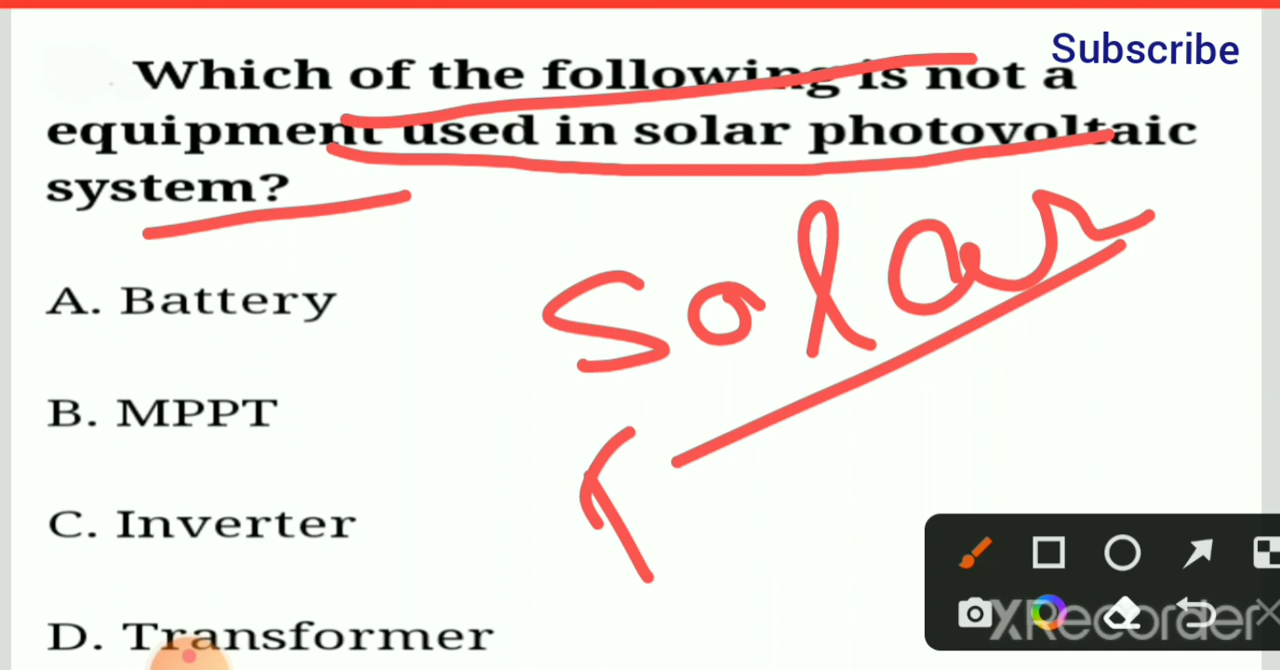 Subscribe
Which of the following is not a
equipment used in solar photovoltaic
system?
solar
A. Battery
B. MPPT
C. Inverter
D. Transformer
XRecorder